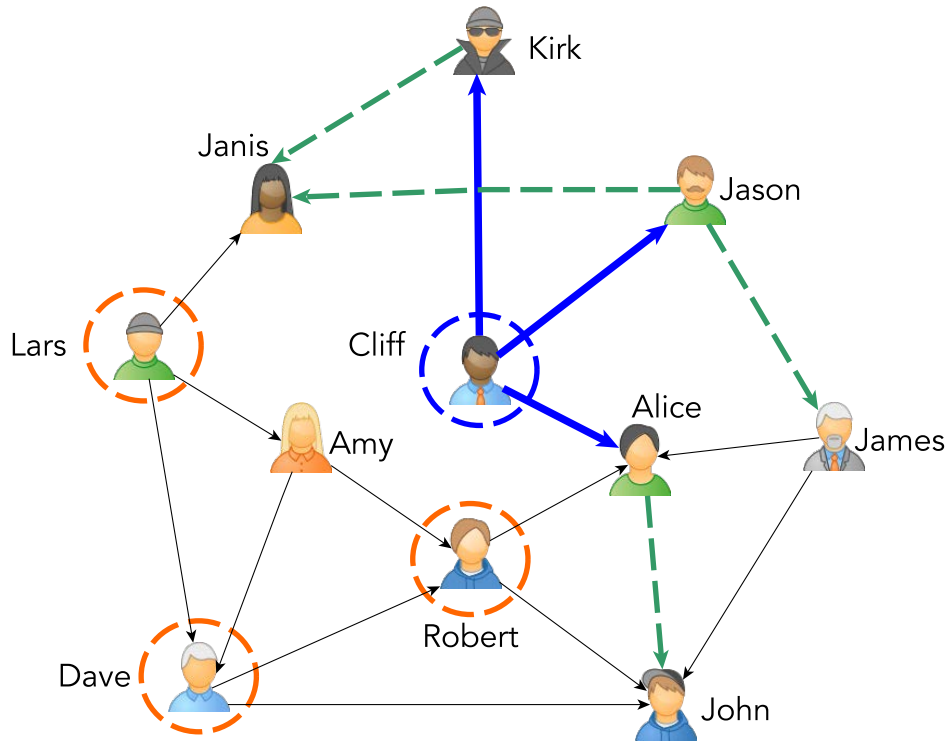 Kirk
Janis
Jason
Lars
Cliff
Alice
Amy
James
Robert
Dave
John